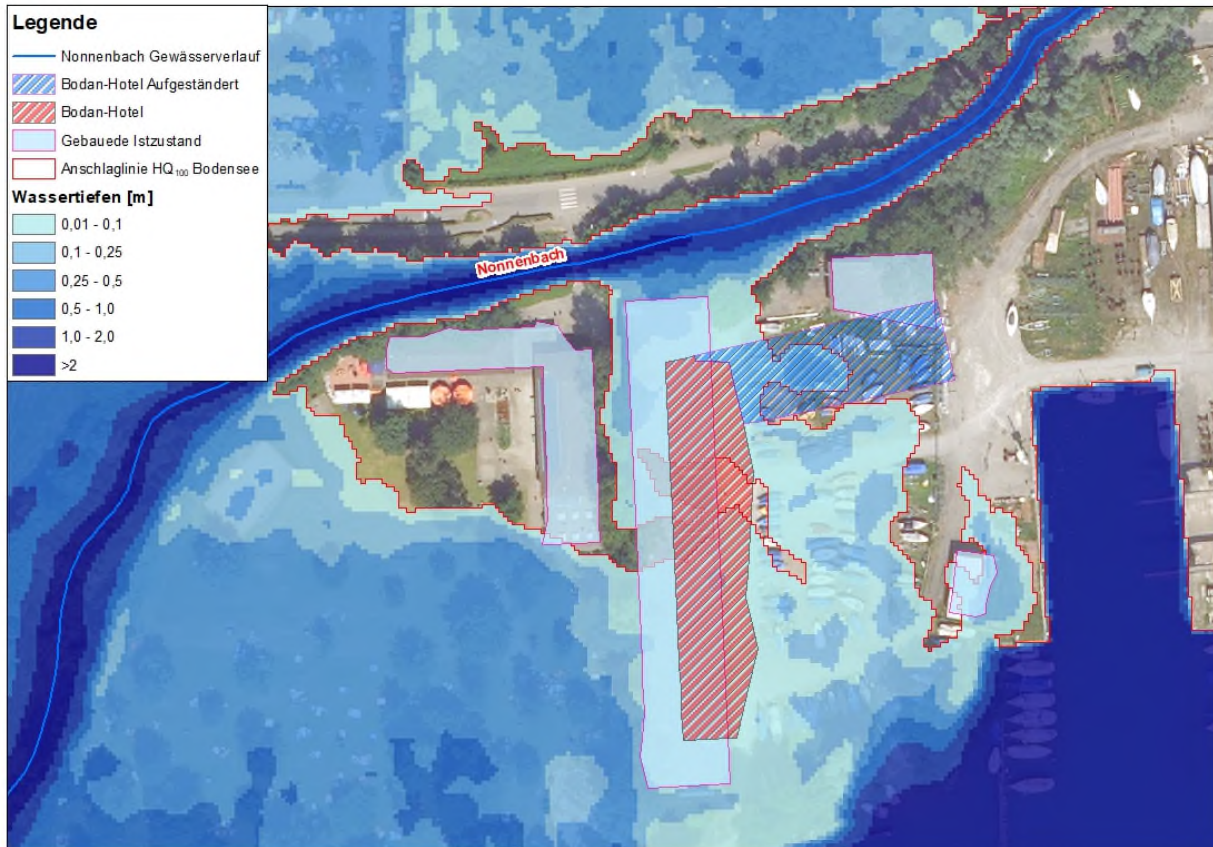 Legende
Nonnenbach Gewässerverlauf
Bodan-Hotel Aufgeständert
Bodan-Hotel
Gebauede Istzustand
Anschlaglinie HQ₁₀₀ Bodensee
Wassertiefen [m]
0,01 - 0,1
0,1 - 0,25
0,25 - 0,5
0,5 - 1,0
1,0 - 2,0
>2
Nonnenbach